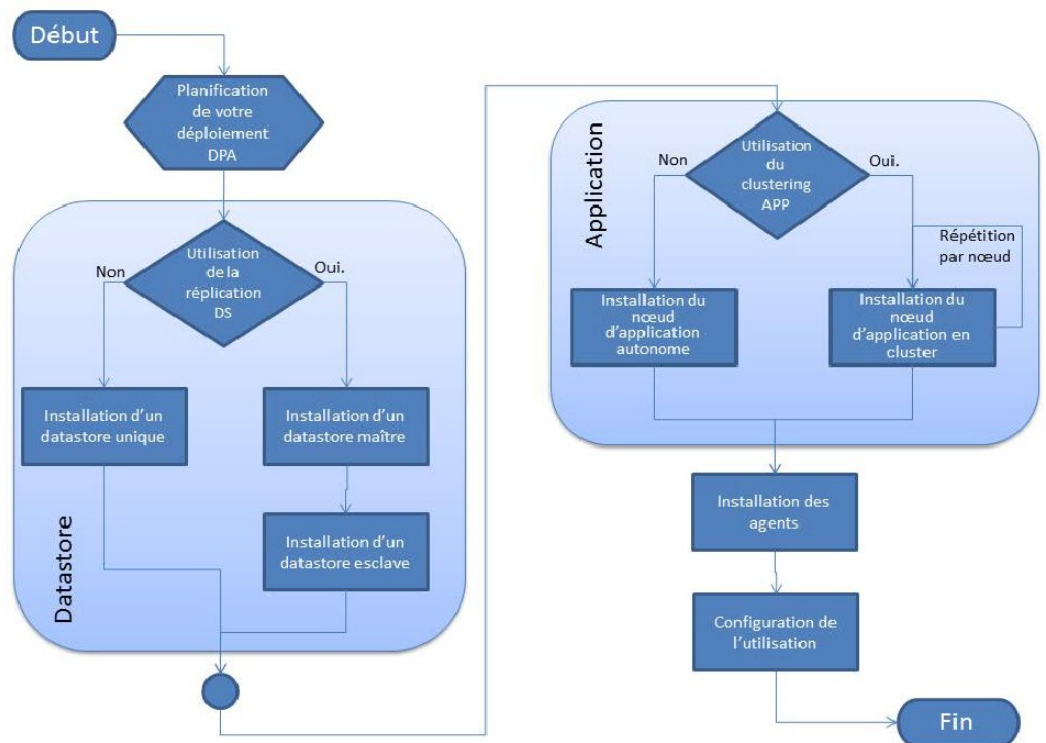 Début
Planification
de votre
déploiement
DPA
Utilisation
de la
réplication
DS
Non
Oui.
Installation d'un
datastore unique
Installation d'un
datastore maître
Installation d'un
datastore esclave
Datastore
Application
Utilisation
du
clustering
APP
Non
Oui.
Répétition
par nœud
Installation du
nœud
d'application
autonome
Installation du
nœud
d'application en
cluster
Installation des
agents
Configuration de
l'utilisation
Fin